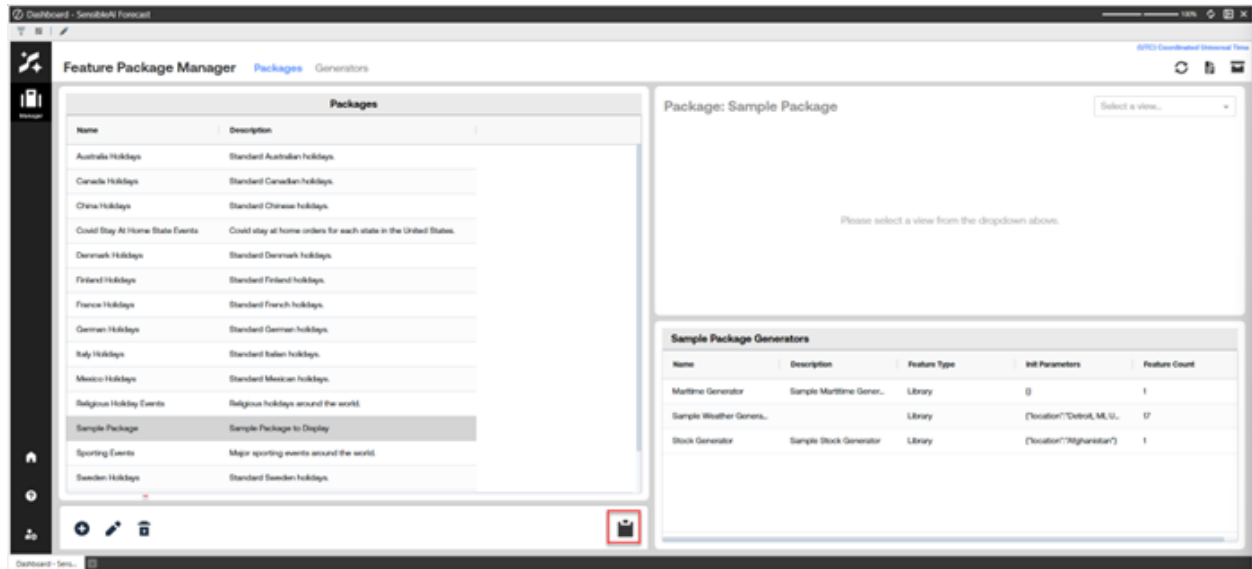 Dashboard - SensibleAI Forecast
100%
(UTC) Coordinated Universal Time
Feature Package Manager Packages Generators
Manager
Packages
Name Description
Australia Holidays Standard Australian holidays.
Canada Holidays Standard Canadian holidays.
China Holidays Standard Chinese holidays.
Covid Stay At Home State Events Covid stay at home orders for each state in the United States.
Denmark Holidays Standard Denmark holidays.
Finland Holidays Standard Finland holidays.
France Holidays Standard French holidays.
German Holidays Standard German holidays.
Italy Holidays Standard Italian holidays.
Mexico Holidays Standard Mexican holidays.
Religious Holiday Events Religious holidays around the world.
Sample Package Sample Package to Display
Sporting Events Major sporting events around the world.
Sweden Holidays Standard Sweden holidays.
Package: Sample Package Select a view...
Please select a view from the dropdown above.
Sample Package Generators
Name Description Feature Type Init Parameters Feature Count
Maritime Generator Sample Martitime Gener... Library {} 1
Sample Weather Genera... Library {"location":"Detroit, MI, U... 17
Stock Generator Sample Stock Generator Library {"location":"Afghanistan"} 1
Dashboard - Sens...